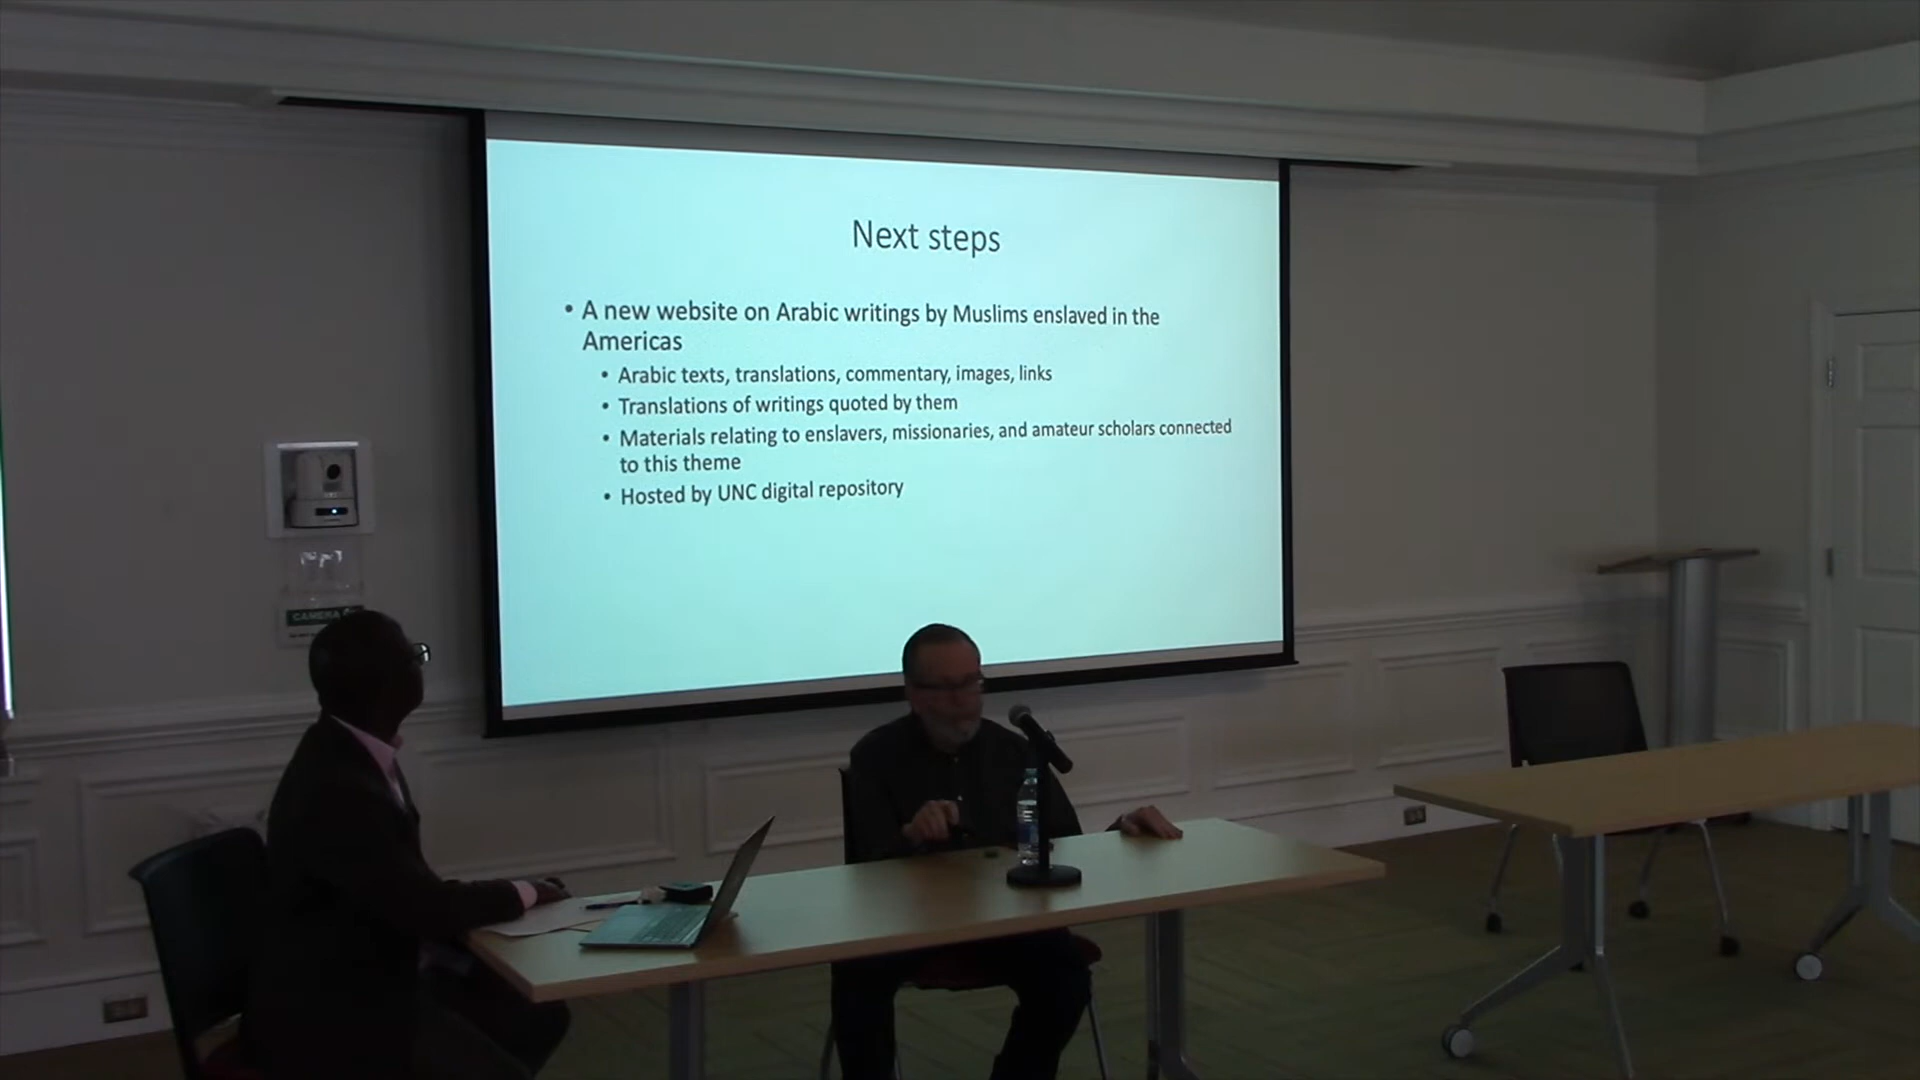 Next steps
• A new website on Arabic writings by Muslims enslaved in the
Americas
• Arabic texts, translations, commentary, images, links
• Translations of writings quoted by them
• Materials relating to enslavers, missionaries, and amateur scholars connected
to this theme
• Hosted by UNC digital repository
CAMERA